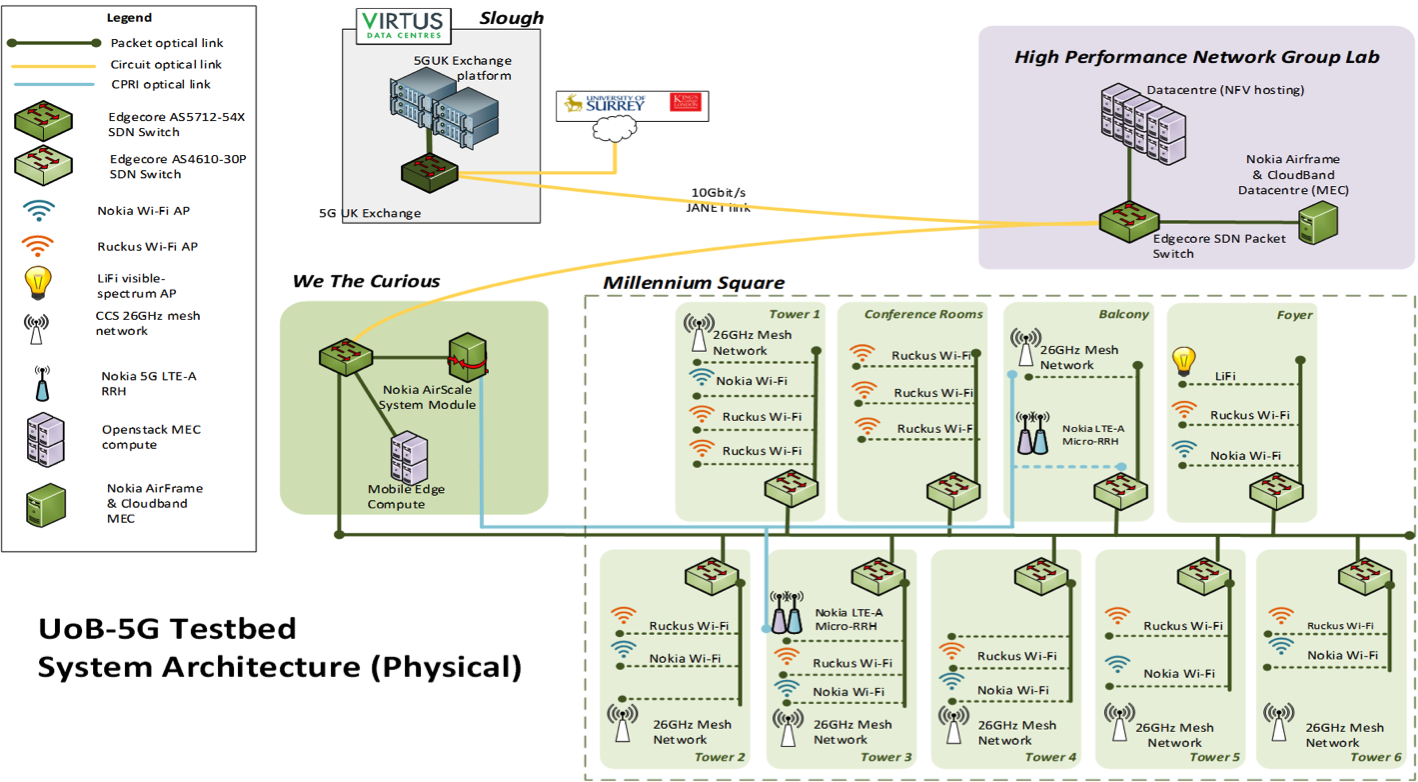 Legend
Packet optical link
Circuit optical link
CPRI optical link
Edgecore AS5712-54X
SDN Switch
Edgecore AS4610-30P
SDN Switch
Nokia Wi-Fi AP
Ruckus Wi-Fi AP
LiFi visible-
spectrum AP
CCS 26GHz mesh
network
Nokia 5G LTE-A
RRH
Openstack MEC
compute
Nokia AirFrame
& Cloudband
MEC
VIRTUS
DATA CENTRES
Slough
5GUK Exchange
platform
5G UK Exchange
UNIVERSITY OF
SURREY
KING'S
College
LONDON
10Gbit/s
JANET link
High Performance Network Group Lab
Datacentre (NFV hosting)
Nokia Airframe
& CloudBand
Datacentre (MEC)
Edgecore SDN Packet
Switch
We The Curious
Nokia AirScale
System Module
Mobile Edge
Compute
Millennium Square
Tower 1
26GHz Mesh
Network
Nokia Wi-Fi
Ruckus Wi-Fi
Ruckus Wi-Fi
Conference Rooms
Ruckus Wi-Fi
Ruckus Wi-Fi
Ruckus Wi-F
Balcony
26GHz Mesh
Network
Nokia LTE-A
Micro-RRH
Foyer
LiFi
Ruckus Wi-Fi
Nokia Wi-Fi
Ruckus Wi-Fi
Nokia Wi-Fi
26GHz Mesh
Network
Tower 2
Nokia LTE-A
Micro-RRH
Ruckus Wi-Fi
Nokia Wi-Fi
26GHz Mesh
Network
Tower 3
Ruckus Wi-Fi
Nokia Wi-Fi
26GHz Mesh
Network
Tower 4
Ruckus Wi-Fi
Nokia Wi-Fi
26GHz Mesh
Network
Tower 5
Ruckus Wi-Fi
Nokia Wi-Fi
26GHz Mesh
Network
Tower 6
UoB-5G Testbed
System Architecture (Physical)